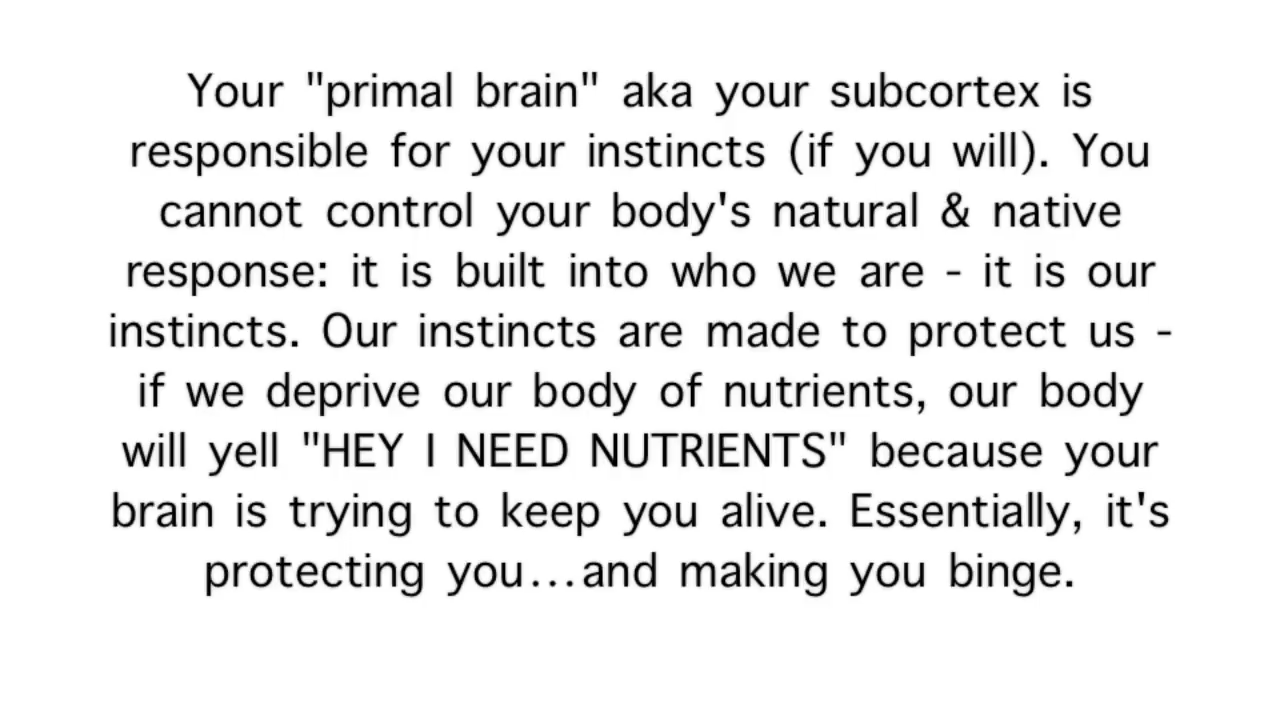 Your "primal brain" aka your subcortex is
responsible for your instincts (if you will). You
cannot control your body's natural & native
response: it is built into who we are - it is our
instincts. Our instincts are made to protect us -
if we deprive our body of nutrients, our body
will yell "HEY I NEED NUTRIENTS" because your
brain is trying to keep you alive. Essentially, it's
protecting you...and making you binge.